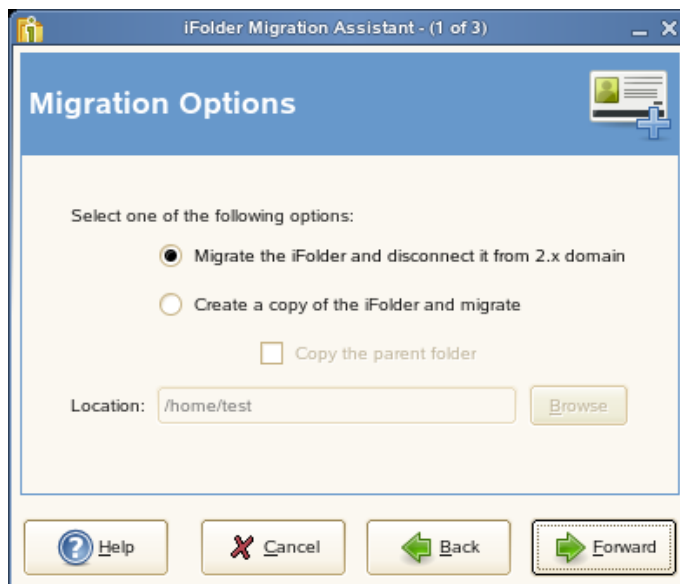 iFolder Migration Assistant - (1 of 3)
Migration Options
Select one of the following options:
Migrate the iFolder and disconnect it from 2.x domain
Create a copy of the iFolder and migrate
Copy the parent folder
Location: /home/test Browse
Help Cancel Back Forward